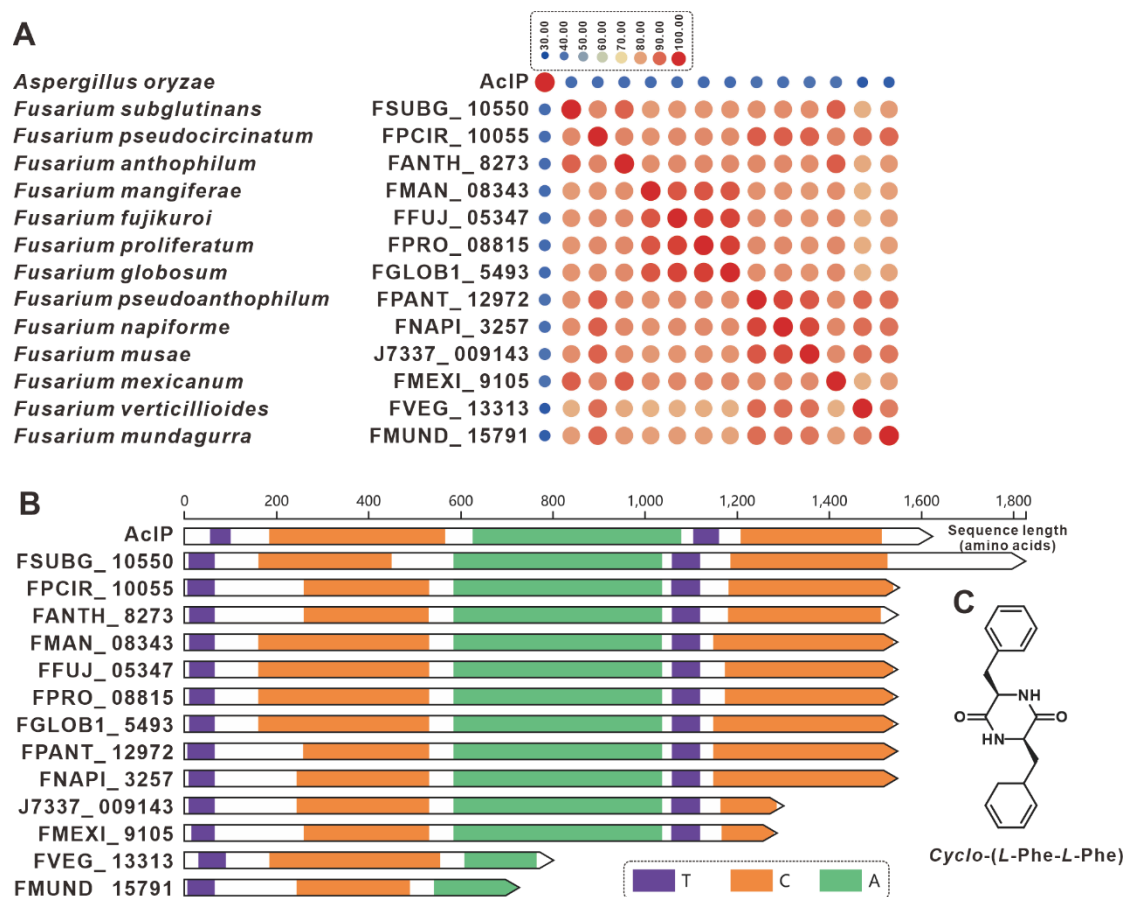 A
30.00 40.00 50.00 60.00 70.00 80.00 90.00 100.00
Aspergillus oryzae AclP
Fusarium subglutinans FSUBG_10550
Fusarium pseudocircinatum FPCIR_10055
Fusarium anthophilum FANTH_8273
Fusarium mangiferae FMAN_08343
Fusarium fujikuroi FFUJ_05347
Fusarium proliferatum FPRO_08815
Fusarium globosum FGLOB1_5493
Fusarium pseudoanthophilum FPANT_12972
Fusarium napiforme FNAPI_3257
Fusarium musae J7337_009143
Fusarium mexicanum FMEXI_9105
Fusarium verticillioides FVEG_13313
Fusarium mundagurra FMUND_15791
B
0 200 400 600 800 1,000 1,200 1,400 1,600 1,800
Sequence length
(amino acids)
AclP
FSUBG_10550
FPCIR_10055
FANTH_8273
FMAN_08343
FFUJ_05347
FPRO_08815
FGLOB1_5493
FPANT_12972
FNAPI_3257
J7337_009143
FMEXI_9105
FVEG_13313
FMUND 15791
T C A
C
NH
O O
HN
Cyclo-(L-Phe-L-Phe)